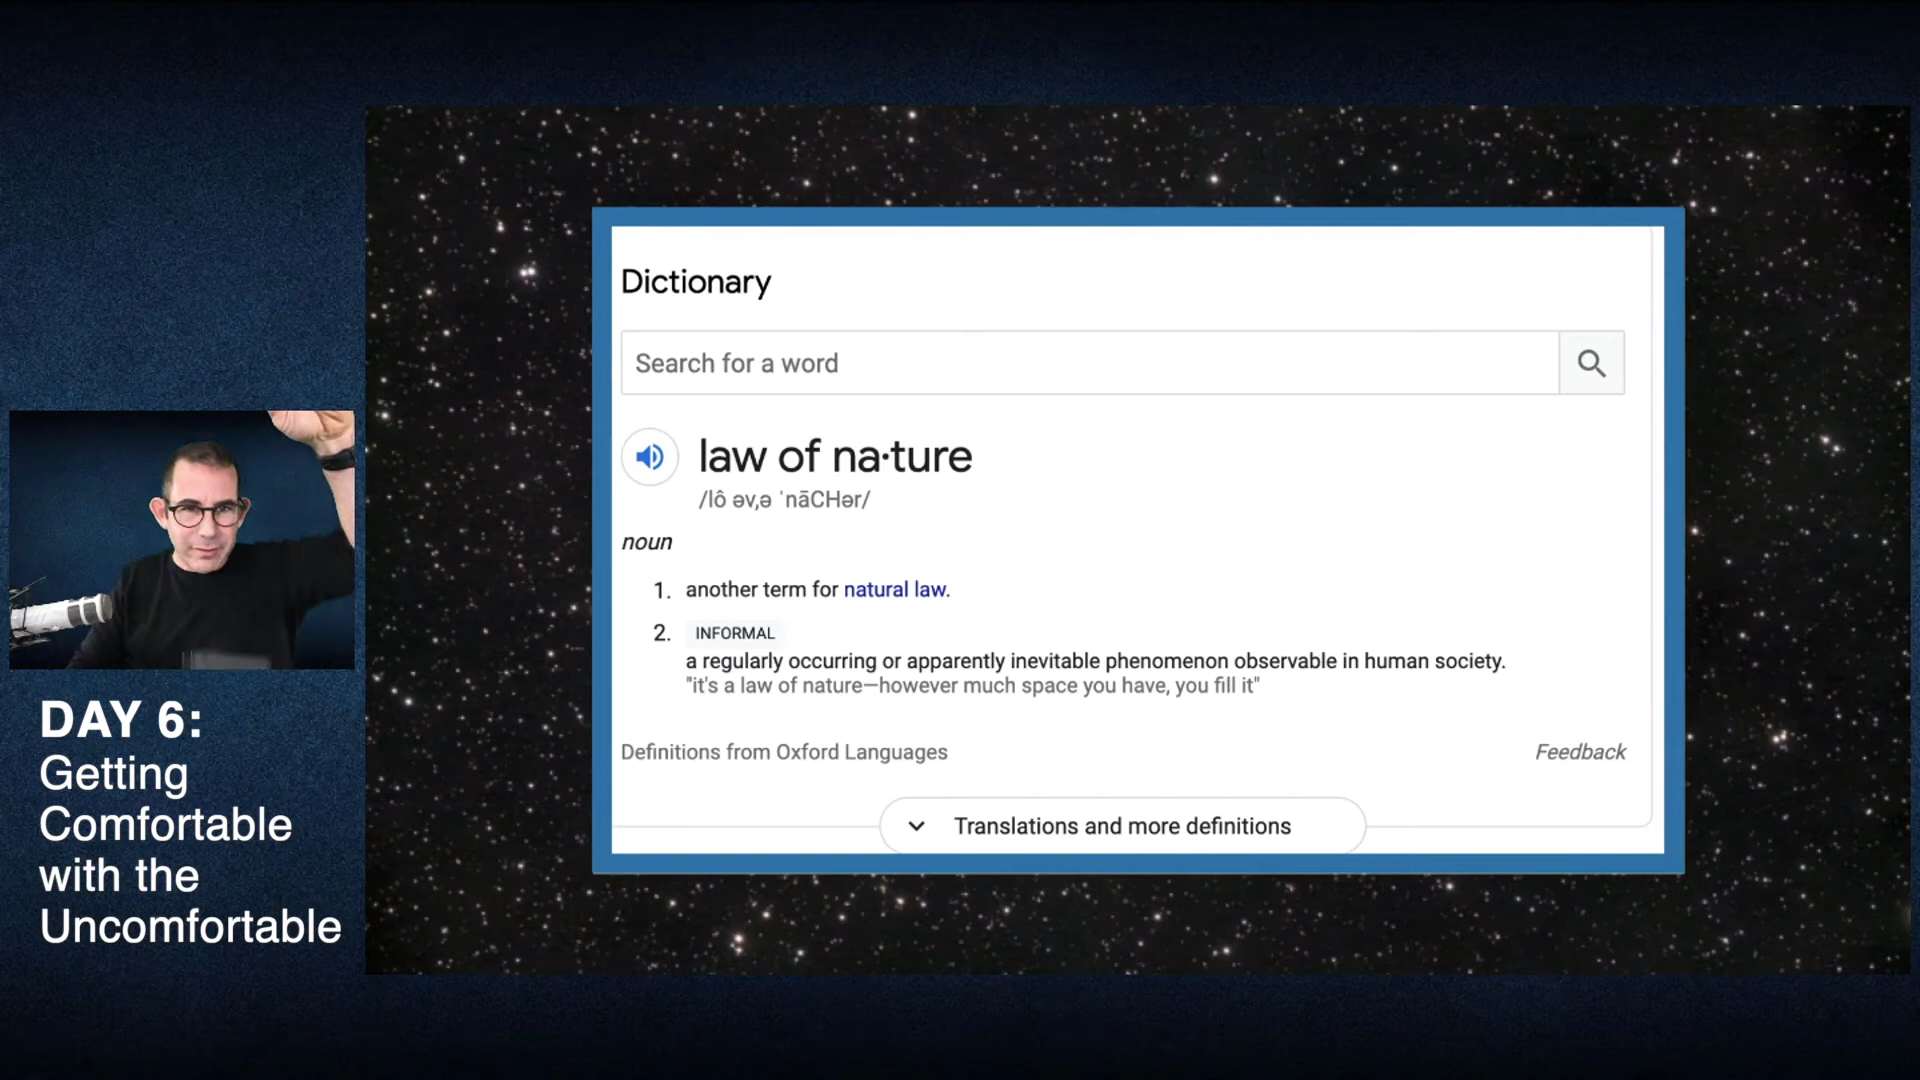 Dictionary
Search for a word
law of na·ture
/lô əv,ə ˈnāCHər/
noun
1. another term for natural law.
2. INFORMAL
a regularly occurring or apparently inevitable phenomenon observable in human society.
"it's a law of nature—however much space you have, you fill it"
Definitions from Oxford Languages
Feedback
Translations and more definitions
DAY 6:
Getting
Comfortable
with the
Uncomfortable